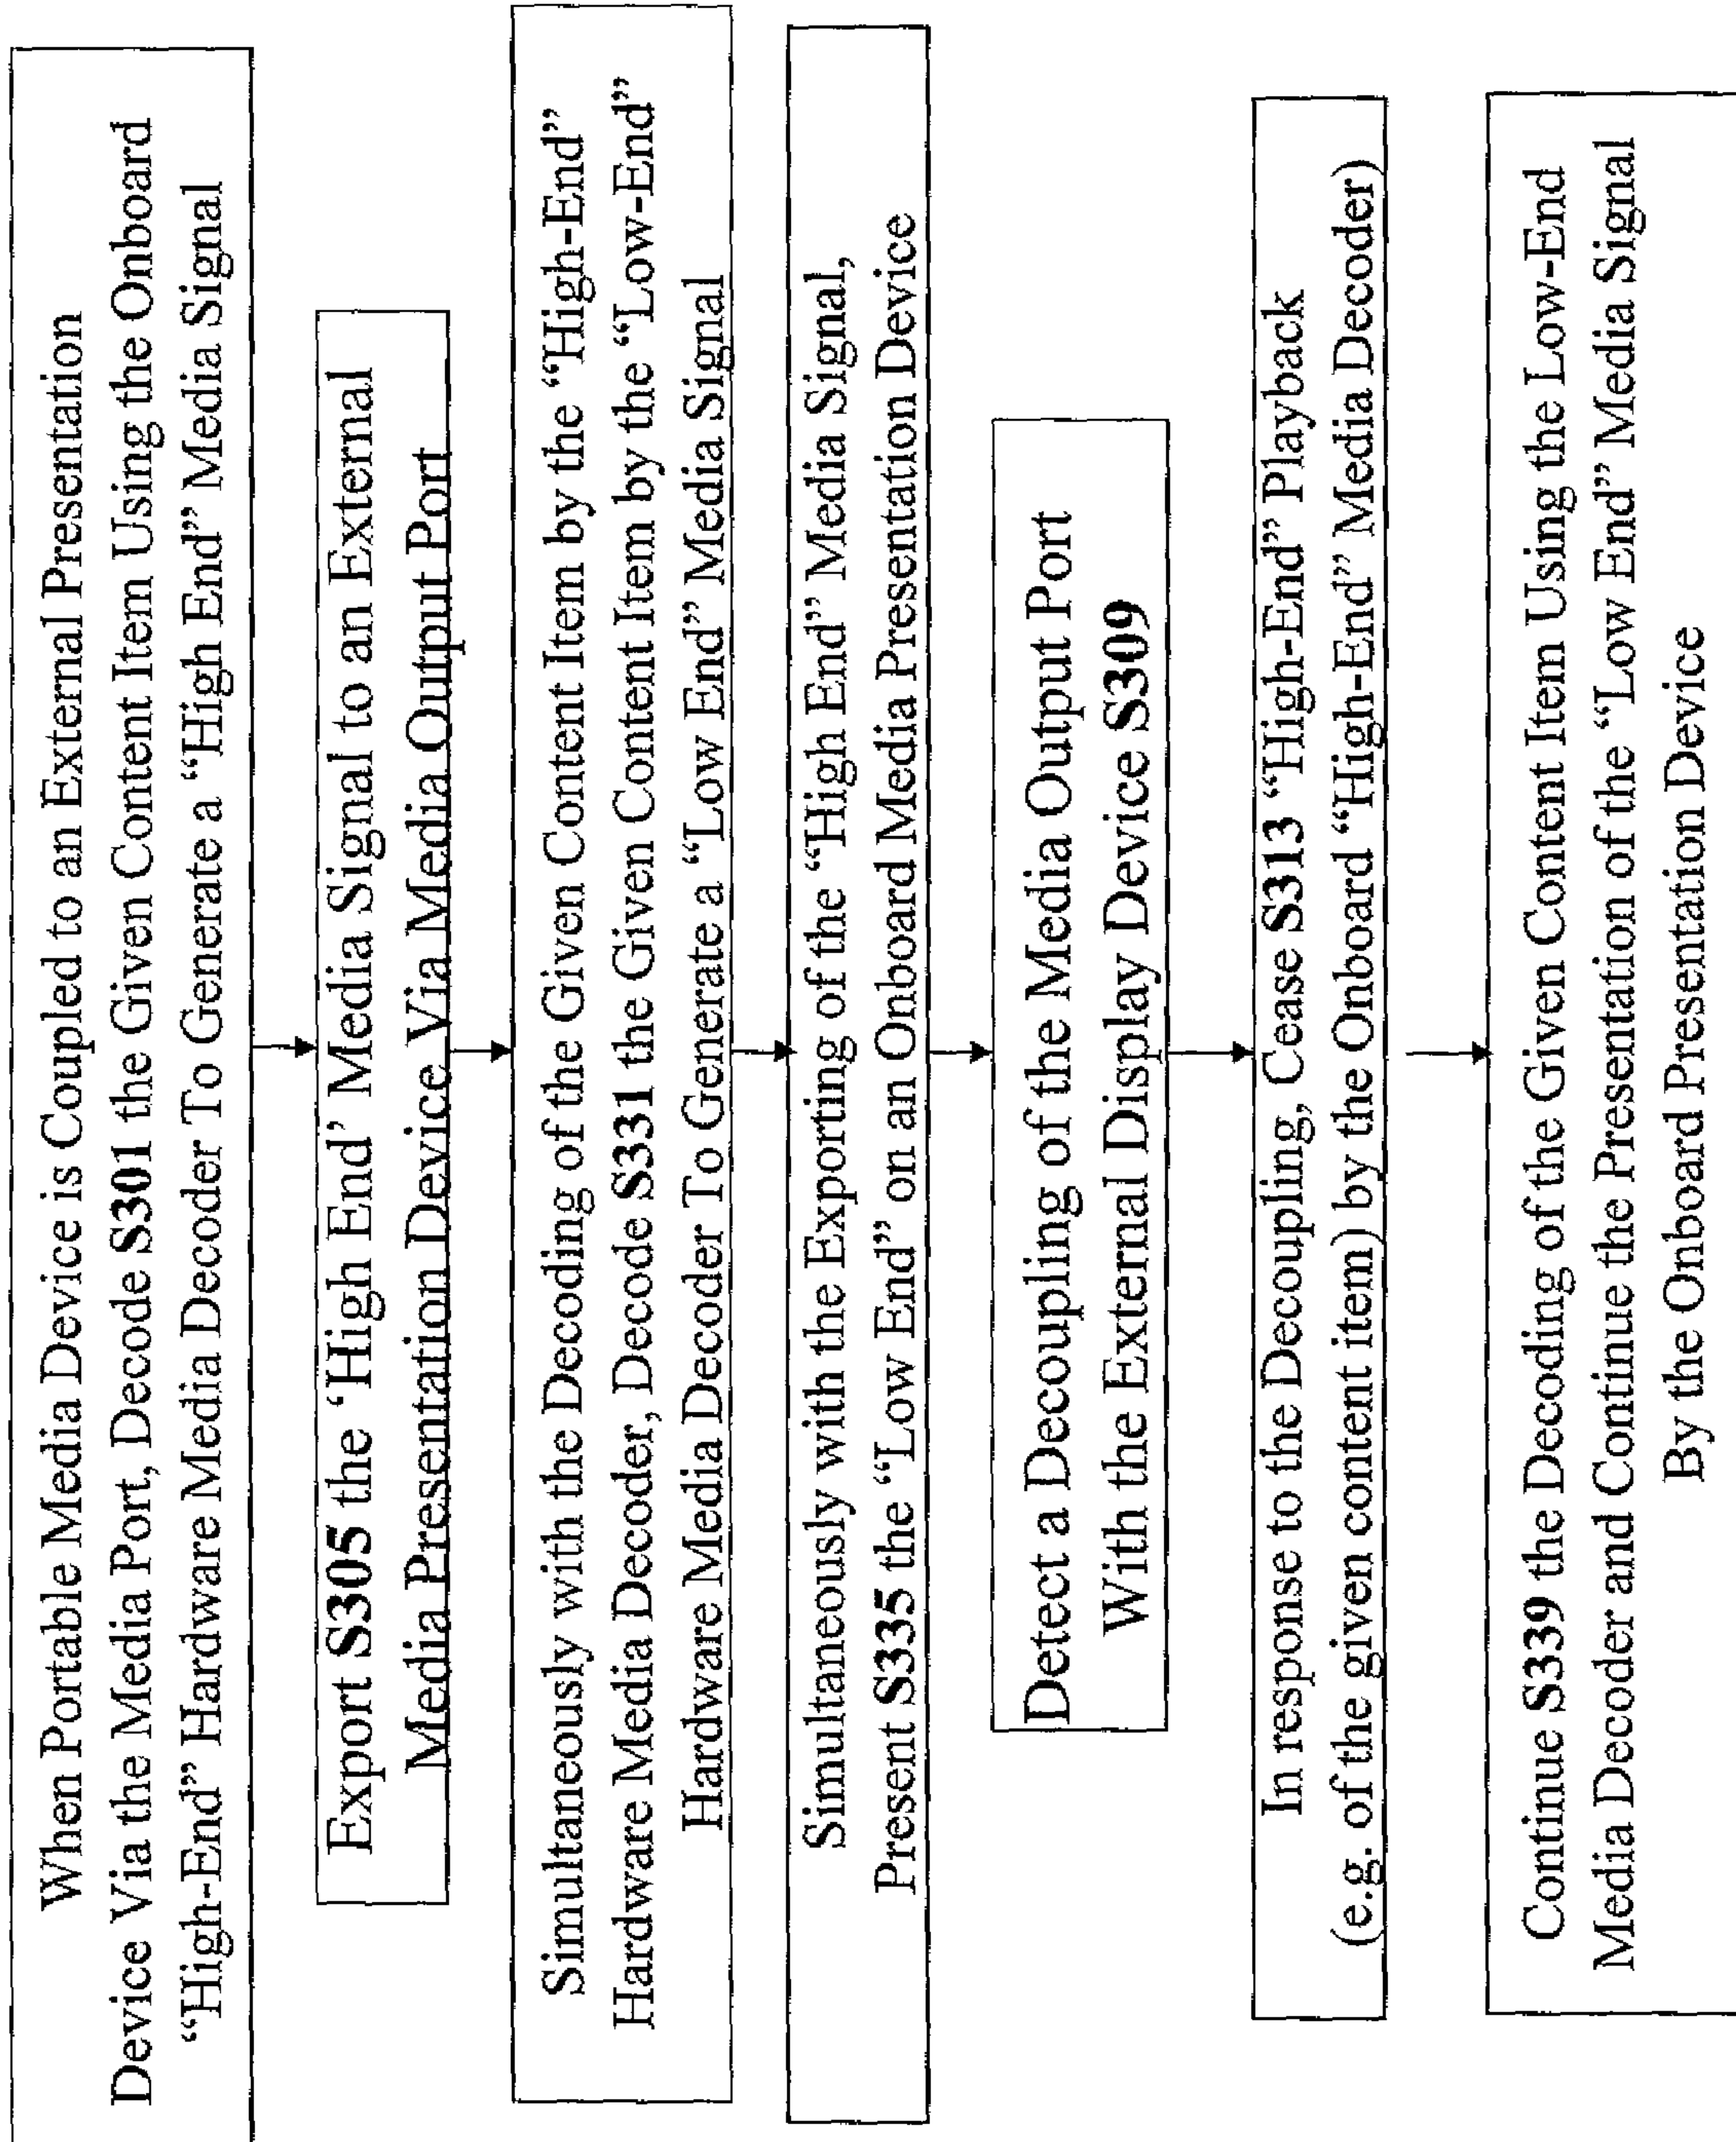 When Portable Media Device is Coupled to an External Presentation
Device Via the Media Port, Decode S301 the Given Content Item Using the Onboard
“High-End” Hardware Media Decoder To Generate a “High End” Media Signal
Export S305 the ‘High End’ Media Signal to an External
Media Presentation Device Via Media Output Port
Simultaneously with the Decoding of the Given Content Item by the “High-End”
Hardware Media Decoder, Decode S331 the Given Content Item by the “Low-End”
Hardware Media Decoder To Generate a “Low End” Media Signal
Simultaneously with the Exporting of the “High End” Media Signal,
Present S335 the “Low End” on an Onboard Media Presentation Device
Detect a Decoupling of the Media Output Port
With the External Display Device S309
In response to the Decoupling, Cease S313 “High-End” Playback
(e.g. of the given content item) by the Onboard “High-End” Media Decoder)
Continue S339 the Decoding of the Given Content Item Using the Low-End
Media Decoder and Continue the Presentation of the “Low End” Media Signal
By the Onboard Presentation Device